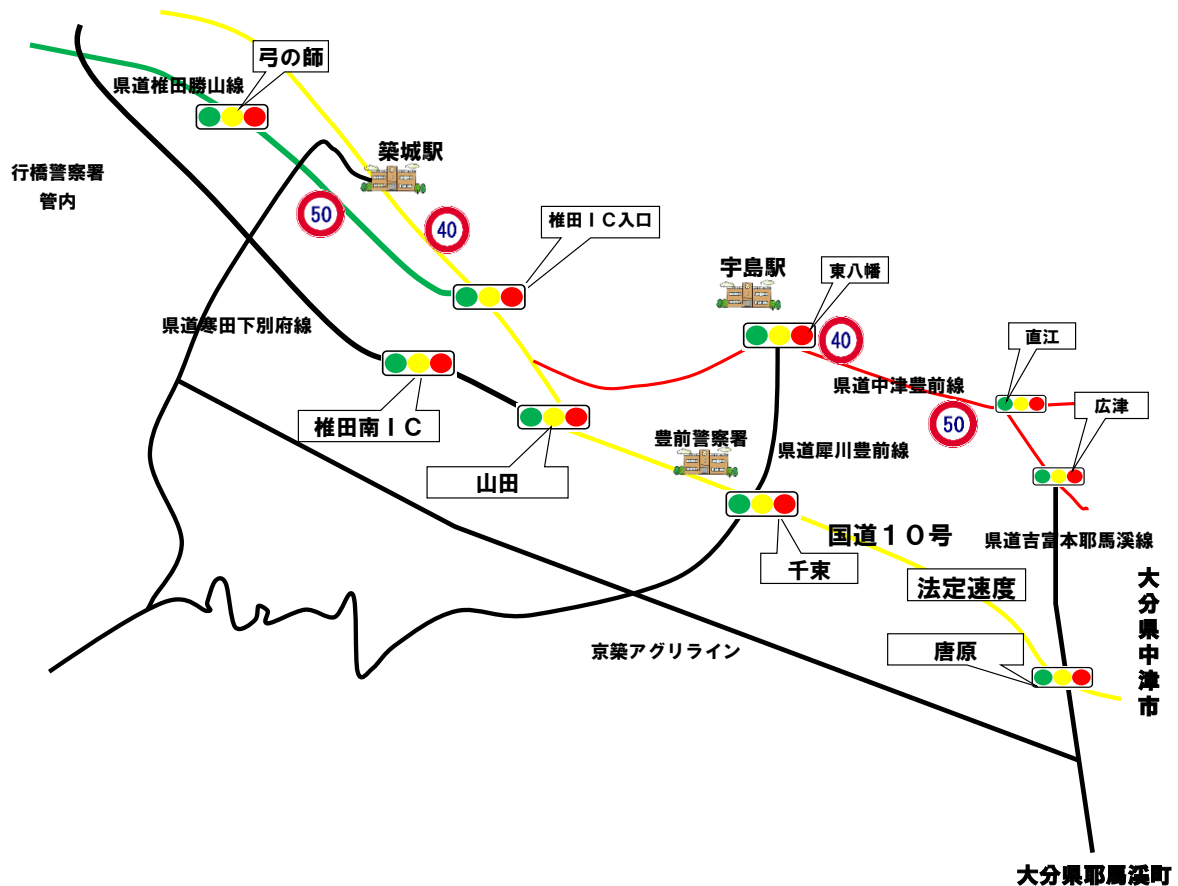 弓の師
県道椎田勝山線
築城駅
行橋警察署
管内
50
40
椎田IC入口
宇島駅
東八幡
県道寒田下別府線
40
直江
県道中津豊前線
広津
50
椎田南IC
豊前警察署
県道犀川豊前線
山田
国道10号
県道吉富本耶馬渓線
千束
法定速度
大分県中津市
京築アグリライン
唐原
大分県耶馬渓町